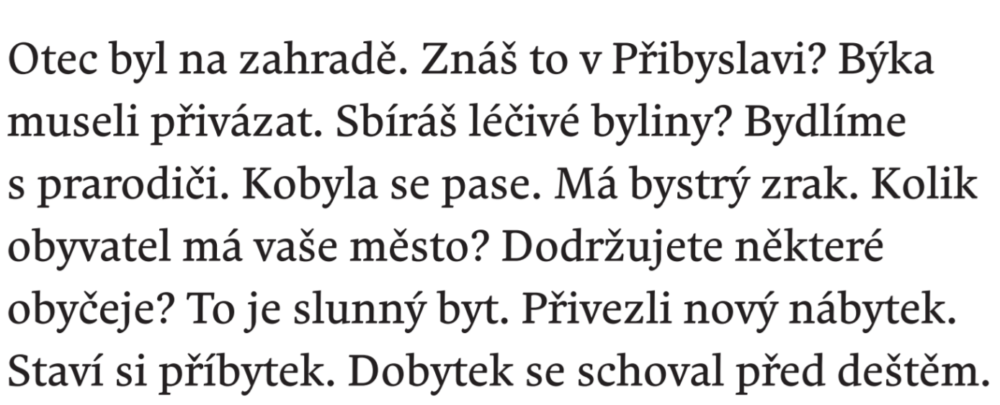 Otec byl na zahradě. Znáš to v Přibyslavi? Býka
museli přivázat. Sbíráš léčivé byliny? Bydlíme
s prarodiči. Kobyla se pase. Má bystrý zrak. Kolik
obyvatel má vaše město? Dodržujete některé
obyčeje? To je slunný byt. Přivezli nový nábytek.
Staví si příbytek. Dobytek se schoval před deštěm.